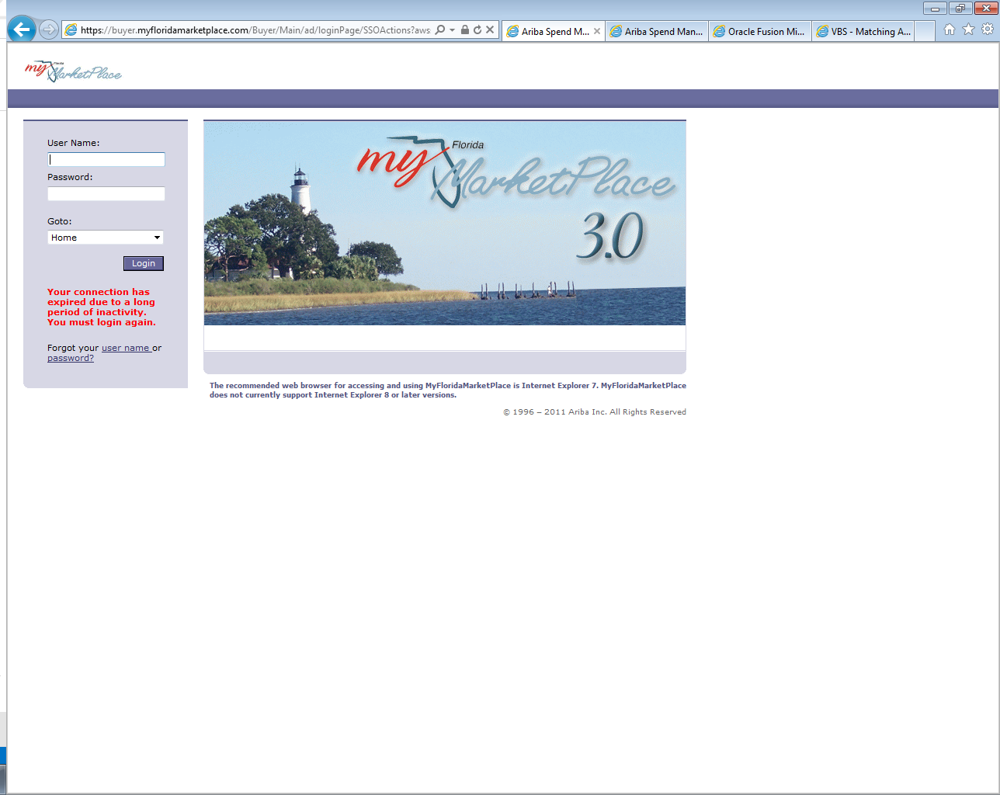 https://buyer.myfloridamarketplace.com/Buyer/Main/ad/loginPage/SSOActions?aws
Ariba Spend M...
Ariba Spend Man...
Oracle Fusion Mi...
VBS - Matching A...
my Florida MarketPlace
User Name:
Password:
Goto:
Home
Login
Your connection has
expired due to a long
period of inactivity.
You must login again.
Forgot your user name or
password?
my Florida MarketPlace
3.0
The recommended web browser for accessing and using MyFloridaMarketPlace is Internet Explorer 7. MyFloridaMarketPlace
does not currently support Internet Explorer 8 or later versions.
© 1996 – 2011 Ariba Inc. All Rights Reserved